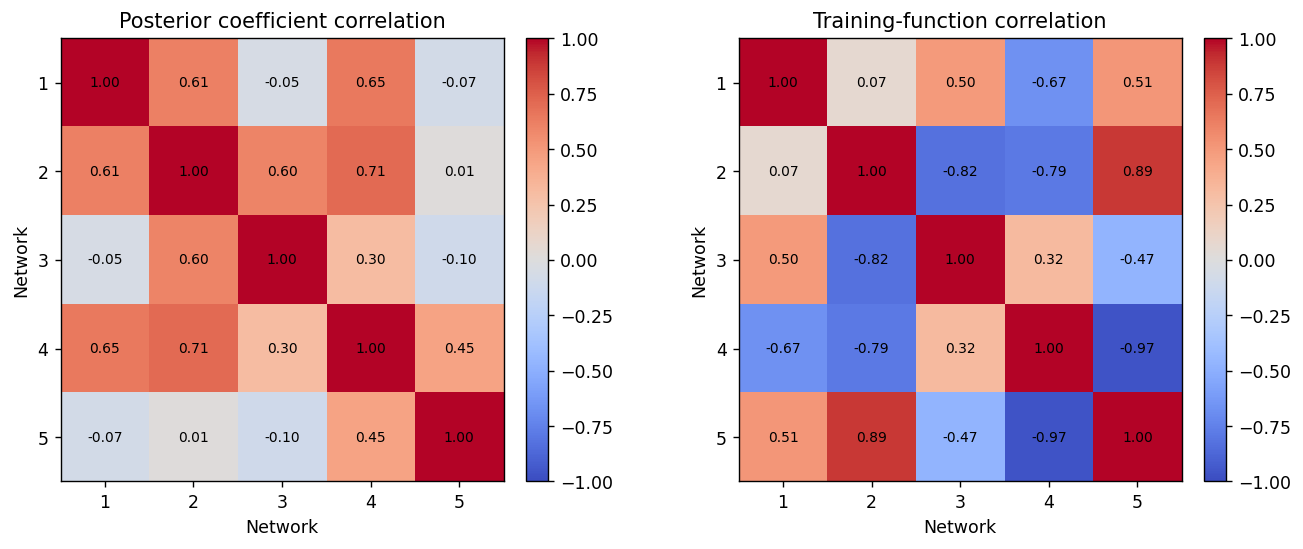 Posterior coefficient correlation
1 1.00 0.61 -0.05 0.65 -0.07
2 0.61 1.00 0.60 0.71 0.01
3 -0.05 0.60 1.00 0.30 -0.10
4 0.65 0.71 0.30 1.00 0.45
5 -0.07 0.01 -0.10 0.45 1.00
1 2 3 4 5
Network
Network
1.00
0.75
0.50
0.25
0.00
−0.25
−0.50
−0.75
−1.00
Training-function correlation
1 1.00 0.07 0.50 -0.67 0.51
2 0.07 1.00 -0.82 -0.79 0.89
3 0.50 -0.82 1.00 0.32 -0.47
4 -0.67 -0.79 0.32 1.00 -0.97
5 0.51 0.89 -0.47 -0.97 1.00
1 2 3 4 5
Network
Network
1.00
0.75
0.50
0.25
0.00
−0.25
−0.50
−0.75
−1.00